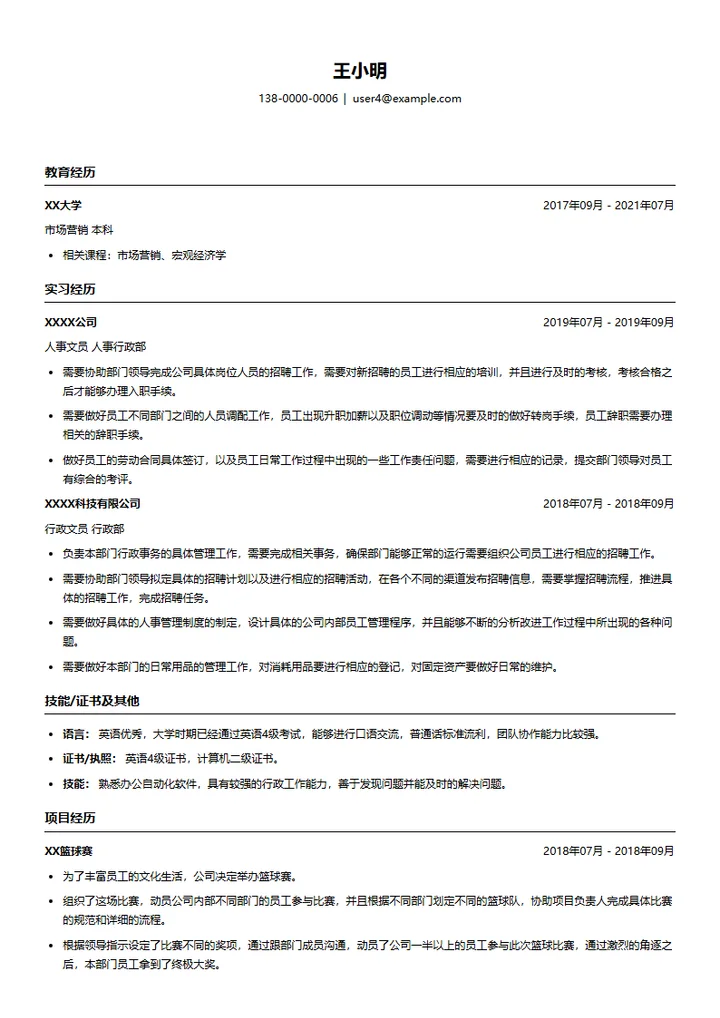 王小明
138-0000-0006 | user4@example.com
教育经历
XX大学 2017年09月 - 2021年07月
市场营销 本科
• 相关课程：市场营销、宏观经济学
实习经历
XXXX公司 2019年07月 - 2019年09月
人事文员 人事行政部
• 需要协助部门领导完成公司具体岗位人员的招聘工作，需要对新招聘的员工进行相应的培训，并且进行及时的考核，考核合格之
后才能够办理入职手续。
• 需要做好员工不同部门之间的人员调配工作，员工出现升职加薪以及职位调动等情况要及时的做好转岗手续，员工辞职需要办理
相关的辞职手续。
• 做好员工的劳动合同具体签订，以及员工日常工作过程中出现的一些工作责任问题，需要进行相应的记录，提交部门领导对员工
有综合的考评。
XXXX科技有限公司 2018年07月 - 2018年09月
行政文员 行政部
• 负责本部门行政事务的具体管理工作，需要完成相关事务，确保部门能够正常的运行需要组织公司员工进行相应的招聘工作。
• 需要协助部门领导拟定具体的招聘计划以及进行相应的招聘活动，在各个不同的渠道发布招聘信息，需要掌握招聘流程，推进具
体的招聘工作，完成招聘任务。
• 需要做好具体的人事管理制度的制定，设计具体的公司内部员工管理程序，并且能够不断的分析改进工作过程中所出现的各种问
题。
• 需要做好本部门的日常用品的管理工作，对消耗用品要进行相应的登记，对固定资产要做好日常的维护。
技能/证书及其他
• 语言： 英语优秀，大学时期已经通过英语4级考试，能够进行口语交流，普通话标准流利，团队协作能力比较强。
• 证书/执照： 英语4级证书，计算机二级证书。
• 技能： 熟悉办公自动化软件，具有较强的行政工作能力，善于发现问题并能及时的解决问题。
项目经历
XX篮球赛 2018年07月 - 2018年09月
• 为了丰富员工的文化生活，公司决定举办篮球赛。
• 组织了这场比赛，动员公司内部不同部门的员工参与比赛，并且根据不同部门划定不同的篮球队，协助项目负责人完成具体比赛
的规范和详细的流程。
• 根据领导指示设定了比赛不同的奖项，通过跟部门成员沟通，动员了公司一半以上的员工参与此次篮球比赛，通过激烈的角逐之
后，本部门员工拿到了终极大奖。